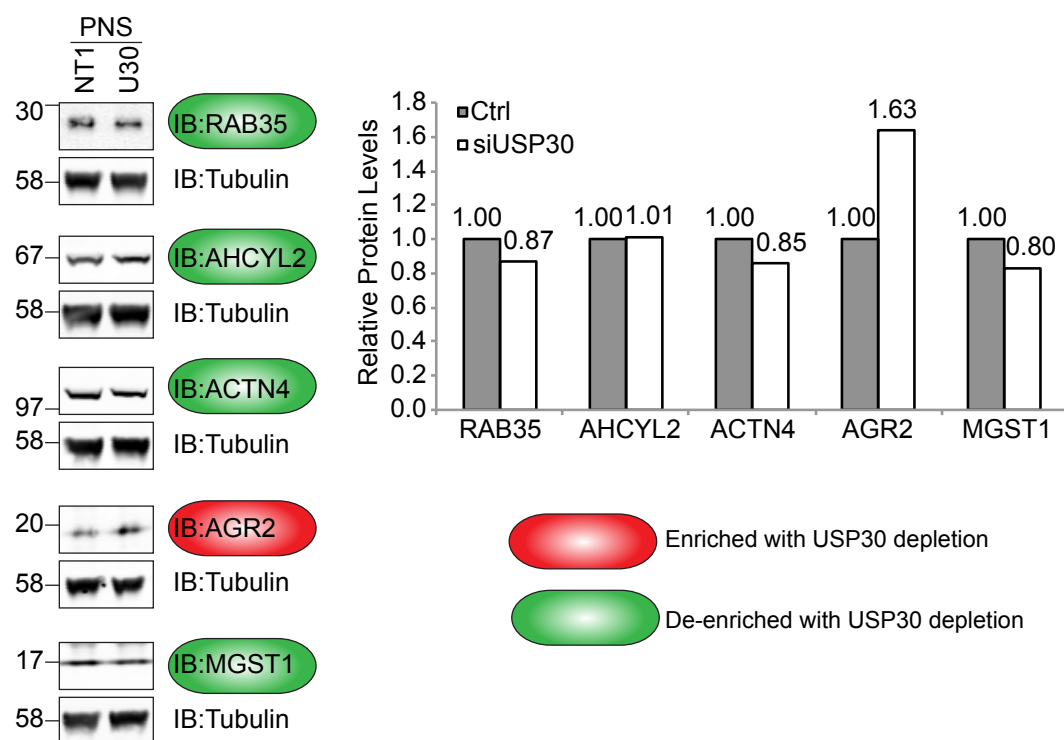 PNS
NT1
U30
30
IB:RAB35
58
IB:Tubulin
67
IB:AHCYL2
58
IB:Tubulin
IB:ACTN4
97
58
IB:Tubulin
20
IB:AGR2
58
IB:Tubulin
17
IB:MGST1
58
IB:Tubulin
Relative Protein Levels
1.8
1.6
1.4
1.2
1.0
0.8
0.6
0.4
0.2
0.0
Ctrl
siUSP30
1.00
0.87
1.00
1.01
1.00
0.85
1.00
1.63
1.00
0.80
RAB35
AHCYL2
ACTN4
AGR2
MGST1
Enriched with USP30 depletion
De-enriched with USP30 depletion